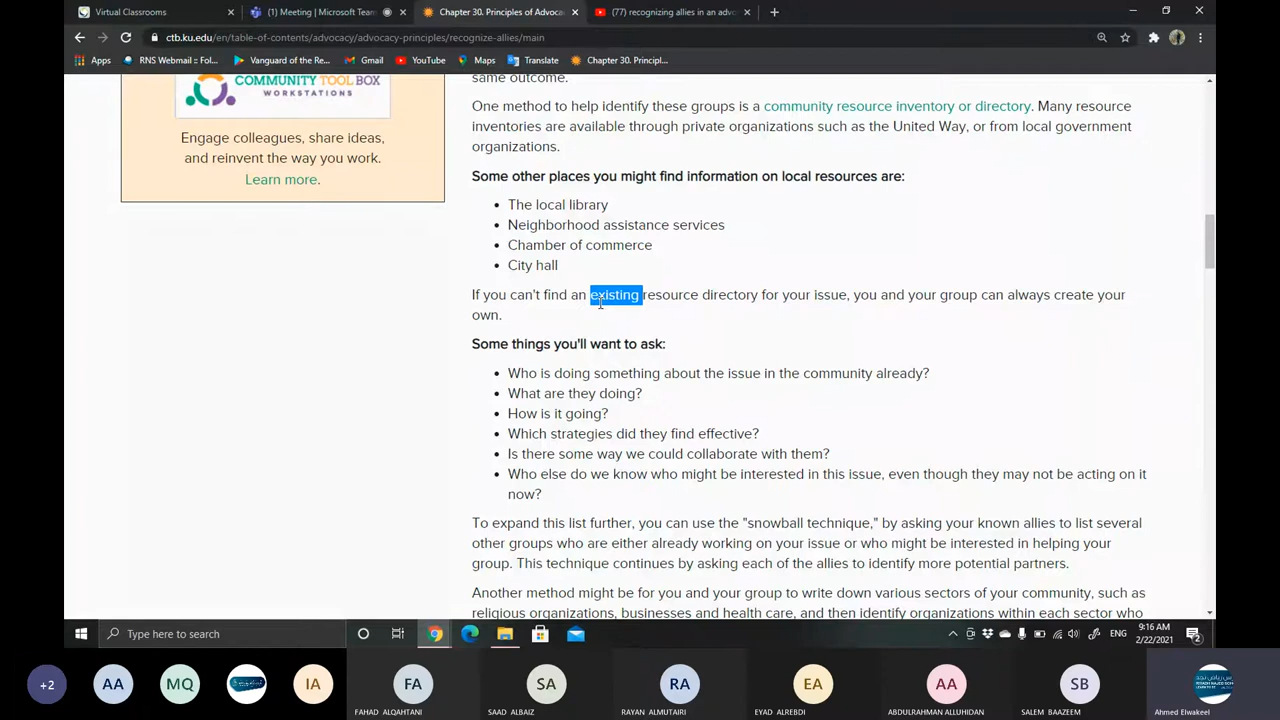 Virtual Classrooms
(1) Meeting | Microsoft Team
Chapter 30. Principles of Advoca
(77) recognizing allies in an advo
ctb.ku.edu/en/table-of-contents/advocacy/advocacy-principles/recognize-allies/main
Apps
RNS Webmail :: Fol...
Vanguard of the Re...
Gmail
YouTube
Maps
Translate
Chapter 30. Principl...
COMMUNITY TOOL BOX
WORKSTATIONS
Engage colleagues, share ideas,
and reinvent the way you work.
Learn more.
same outcome.
One method to help identify these groups is a community resource inventory or directory. Many resource
inventories are available through private organizations such as the United Way, or from local government
organizations.
Some other places you might find information on local resources are:
• The local library
• Neighborhood assistance services
• Chamber of commerce
• City hall
If you can't find an existing resource directory for your issue, you and your group can always create your
own.
Some things you'll want to ask:
• Who is doing something about the issue in the community already?
• What are they doing?
• How is it going?
• Which strategies did they find effective?
• Is there some way we could collaborate with them?
• Who else do we know who might be interested in this issue, even though they may not be acting on it
now?
To expand this list further, you can use the "snowball technique," by asking your known allies to list several
other groups who are either already working on your issue or who might be interested in helping your
group. This technique continues by asking each of the allies to identify more potential partners.
Another method might be for you and your group to write down various sectors of your community, such as
religious organizations, businesses and health care, and then identify organizations within each sector who
Type here to search
ENG
9:16 AM
2/22/2021
2
+2
AA
MQ
IA
FA
SA
RA
EA
AA
SB
FAHAD ALQAHTANI
SAAD ALBAIZ
RAYAN ALMUTAIRI
EYAD ALREBDI
ABDULRAHMAN ALLUHIDAN
SALEM BAAZEEM
Ahmed Elwakeel